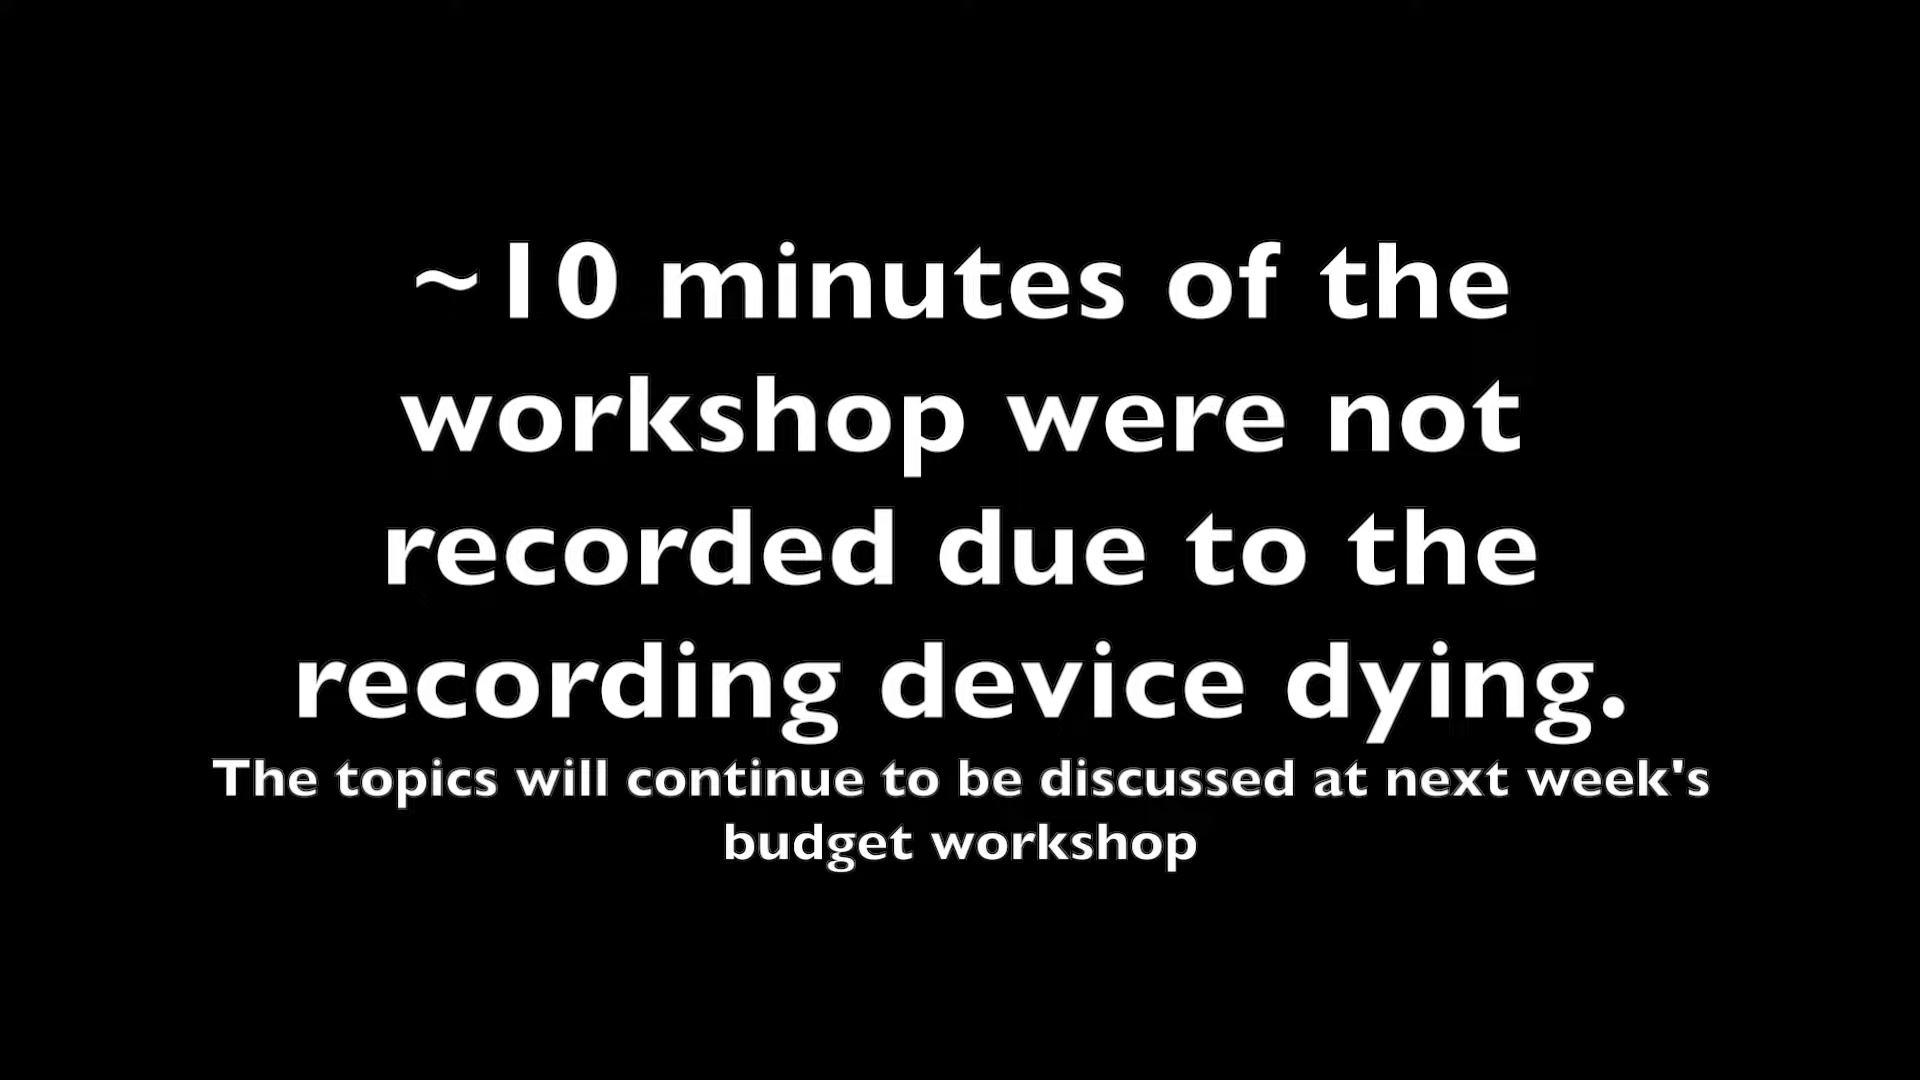 ~10 minutes of the
workshop were not
recorded due to the
recording device dying.
The topics will continue to be discussed at next week's
budget workshop